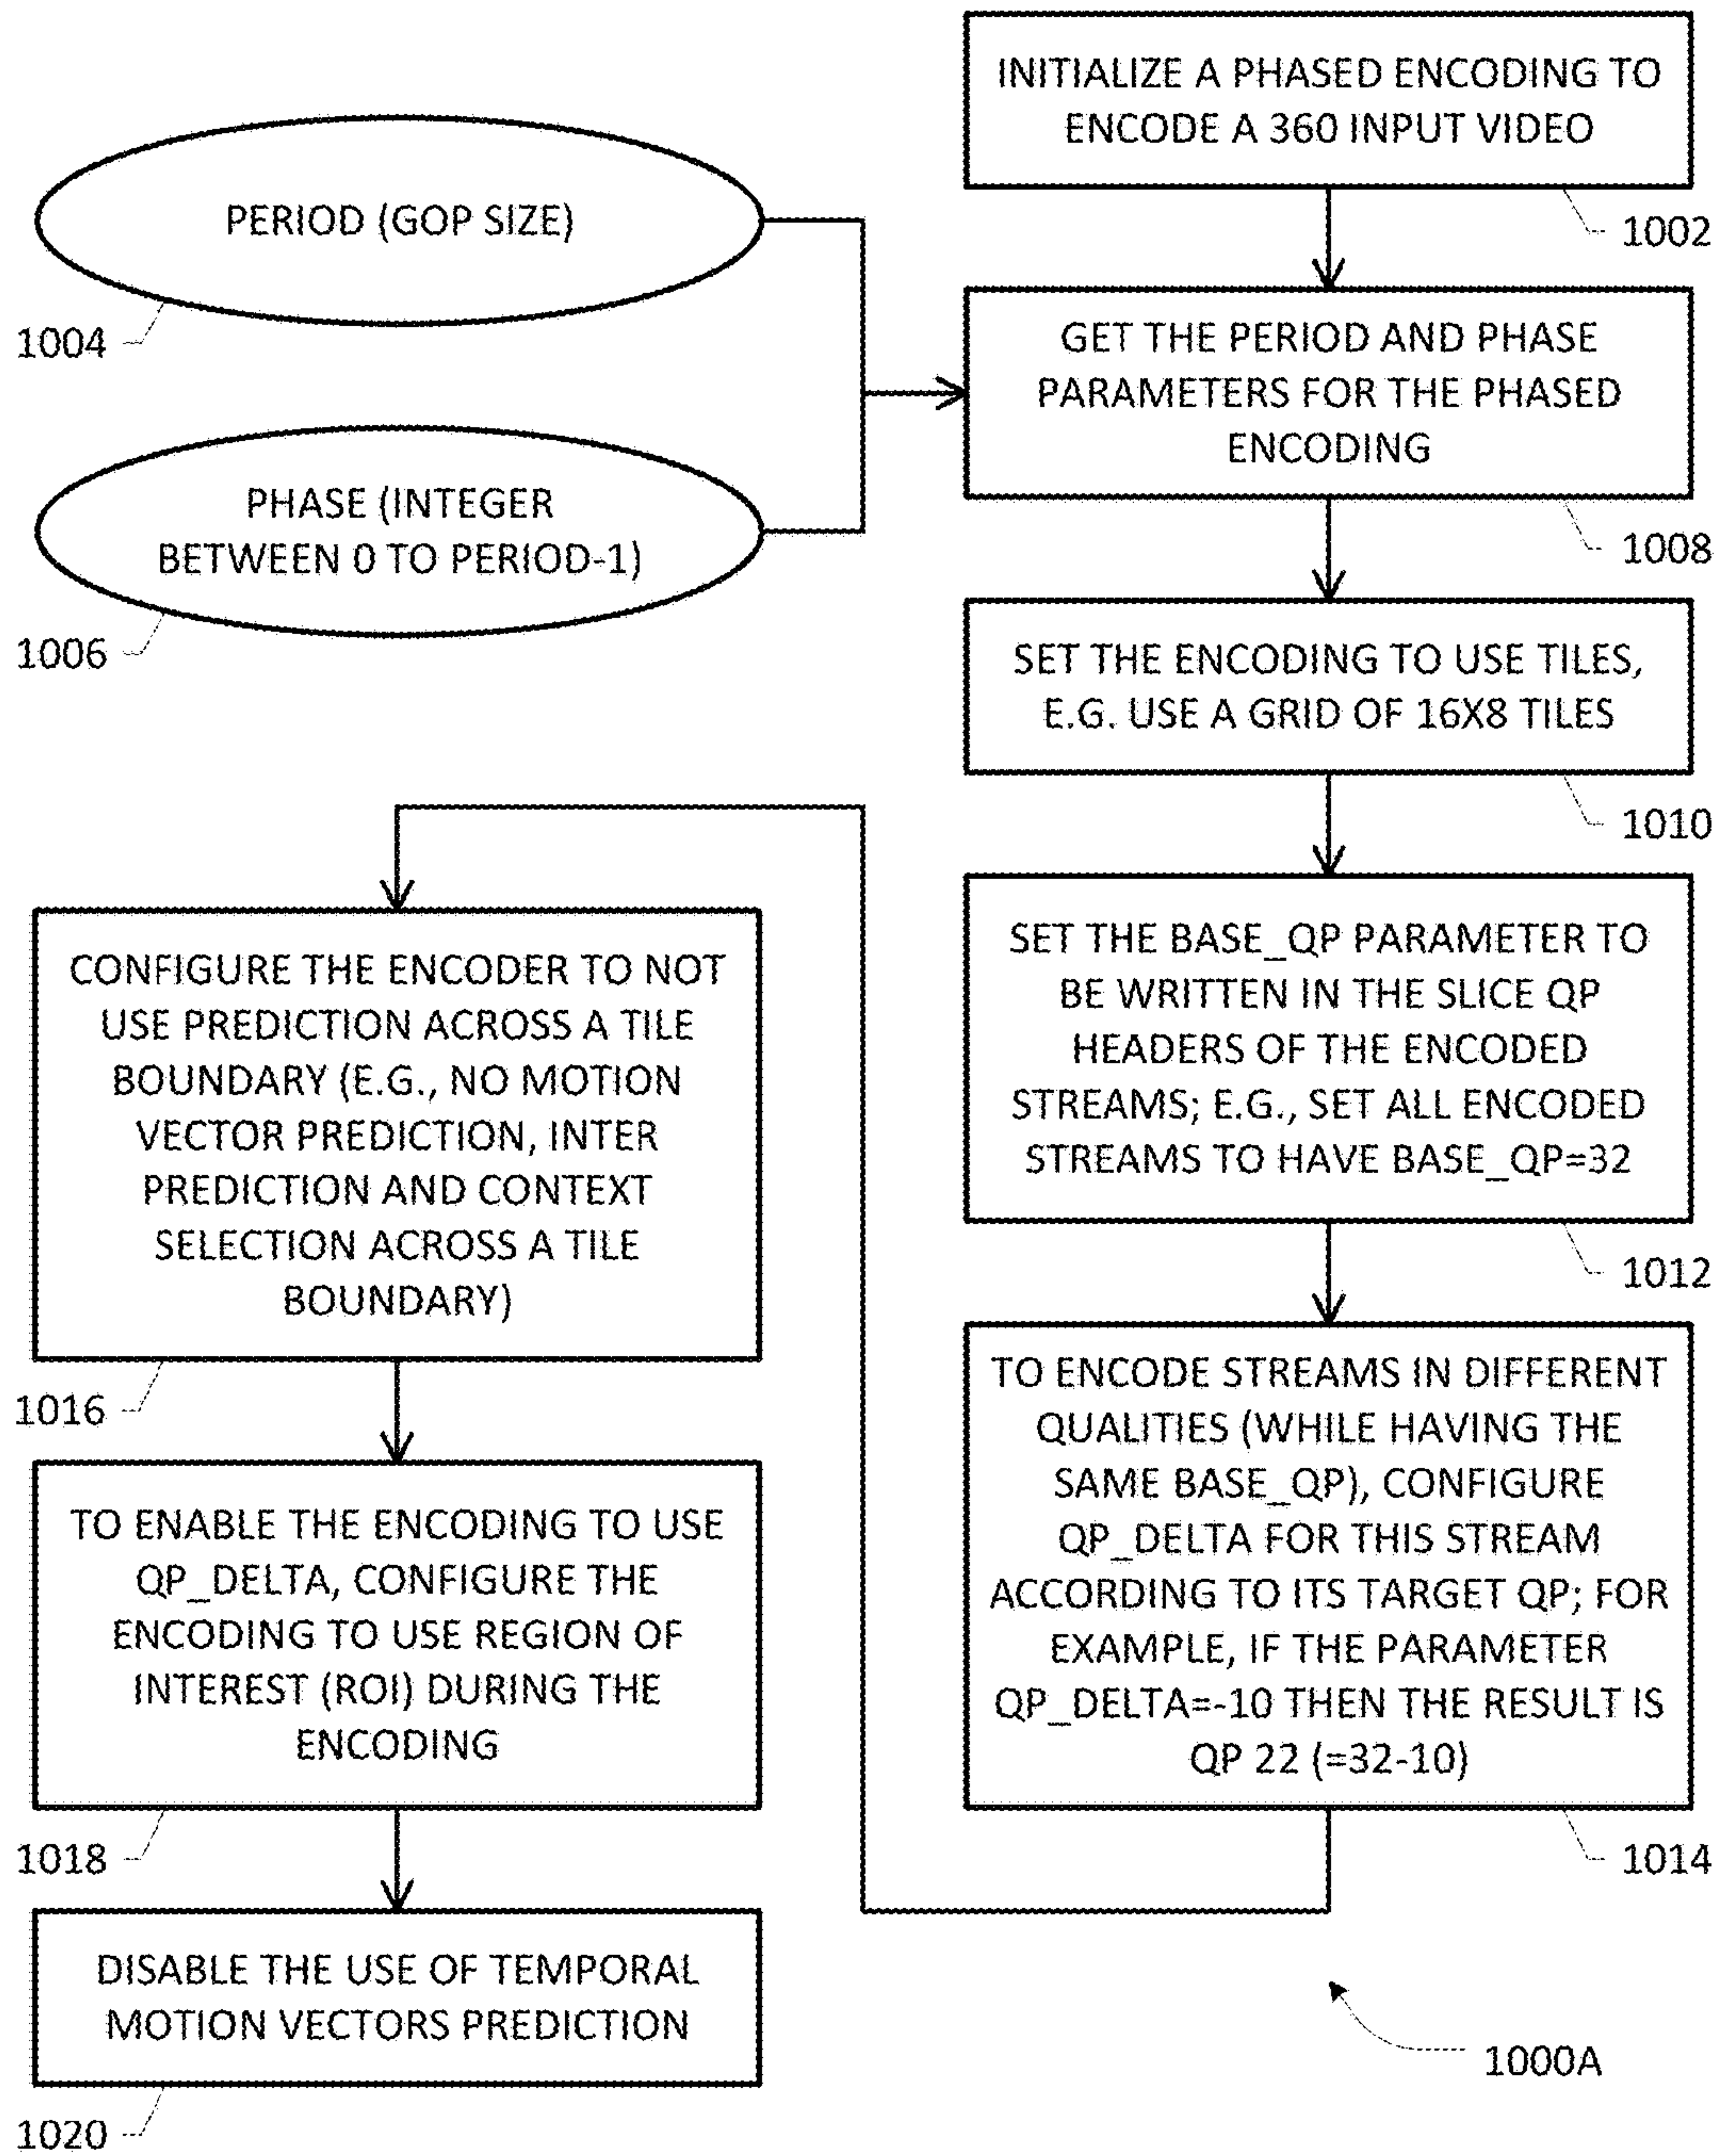 INITIALIZE A PHASED ENCODING TO
ENCODE A 360 INPUT VIDEO
1002
PERIOD (GOP SIZE)
1004
PHASE (INTEGER
BETWEEN 0 TO PERIOD-1)
1006
GET THE PERIOD AND PHASE
PARAMETERS FOR THE PHASED
ENCODING
1008
SET THE ENCODING TO USE TILES,
E.G. USE A GRID OF 16X8 TILES
1010
SET THE BASE_QP PARAMETER TO
BE WRITTEN IN THE SLICE QP
HEADERS OF THE ENCODED
STREAMS; E.G., SET ALL ENCODED
STREAMS TO HAVE BASE_QP=32
1012
TO ENCODE STREAMS IN DIFFERENT
QUALITIES (WHILE HAVING THE
SAME BASE_QP), CONFIGURE
QP_DELTA FOR THIS STREAM
ACCORDING TO ITS TARGET QP; FOR
EXAMPLE, IF THE PARAMETER
QP_DELTA=-10 THEN THE RESULT IS
QP 22 (=32-10)
1014
CONFIGURE THE ENCODER TO NOT
USE PREDICTION ACROSS A TILE
BOUNDARY (E.G., NO MOTION
VECTOR PREDICTION, INTER
PREDICTION AND CONTEXT
SELECTION ACROSS A TILE
BOUNDARY)
1016
TO ENABLE THE ENCODING TO USE
QP_DELTA, CONFIGURE THE
ENCODING TO USE REGION OF
INTEREST (ROI) DURING THE
ENCODING
1018
DISABLE THE USE OF TEMPORAL
MOTION VECTORS PREDICTION
1020
1000A